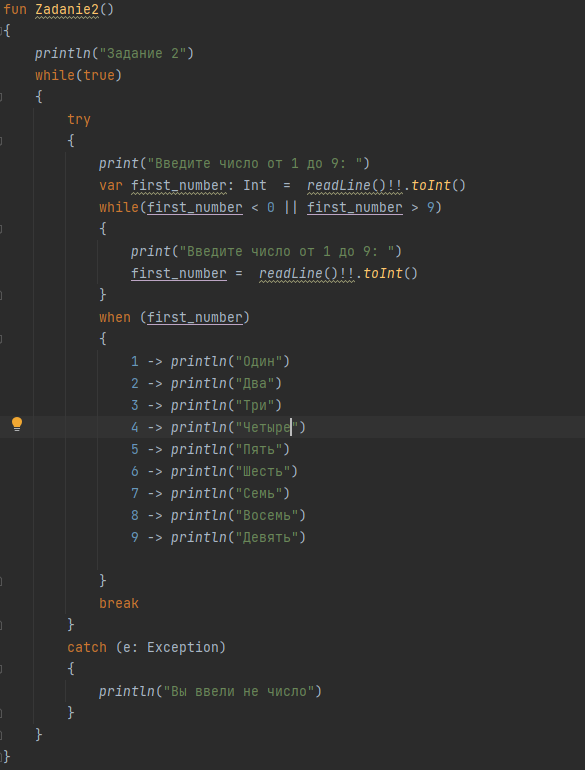 fun Zadanie2()
{
    println("Задание 2")
    while(true)
    {
        try
        {
            print("Введите число от 1 до 9: ")
            var first_number: Int  =  readLine()!!.toInt()
            while(first_number < 0 || first_number > 9)
            {
                print("Введите число от 1 до 9: ")
                first_number =  readLine()!!.toInt()
            }
            when (first_number)
            {
                1 -> println("Один")
                2 -> println("Два")
                3 -> println("Три")
                4 -> println("Четыре")
                5 -> println("Пять")
                6 -> println("Шесть")
                7 -> println("Семь")
                8 -> println("Восемь")
                9 -> println("Девять")
            }
            break
        }
        catch (e: Exception)
        {
            println("Вы ввели не число")
        }
    }
}